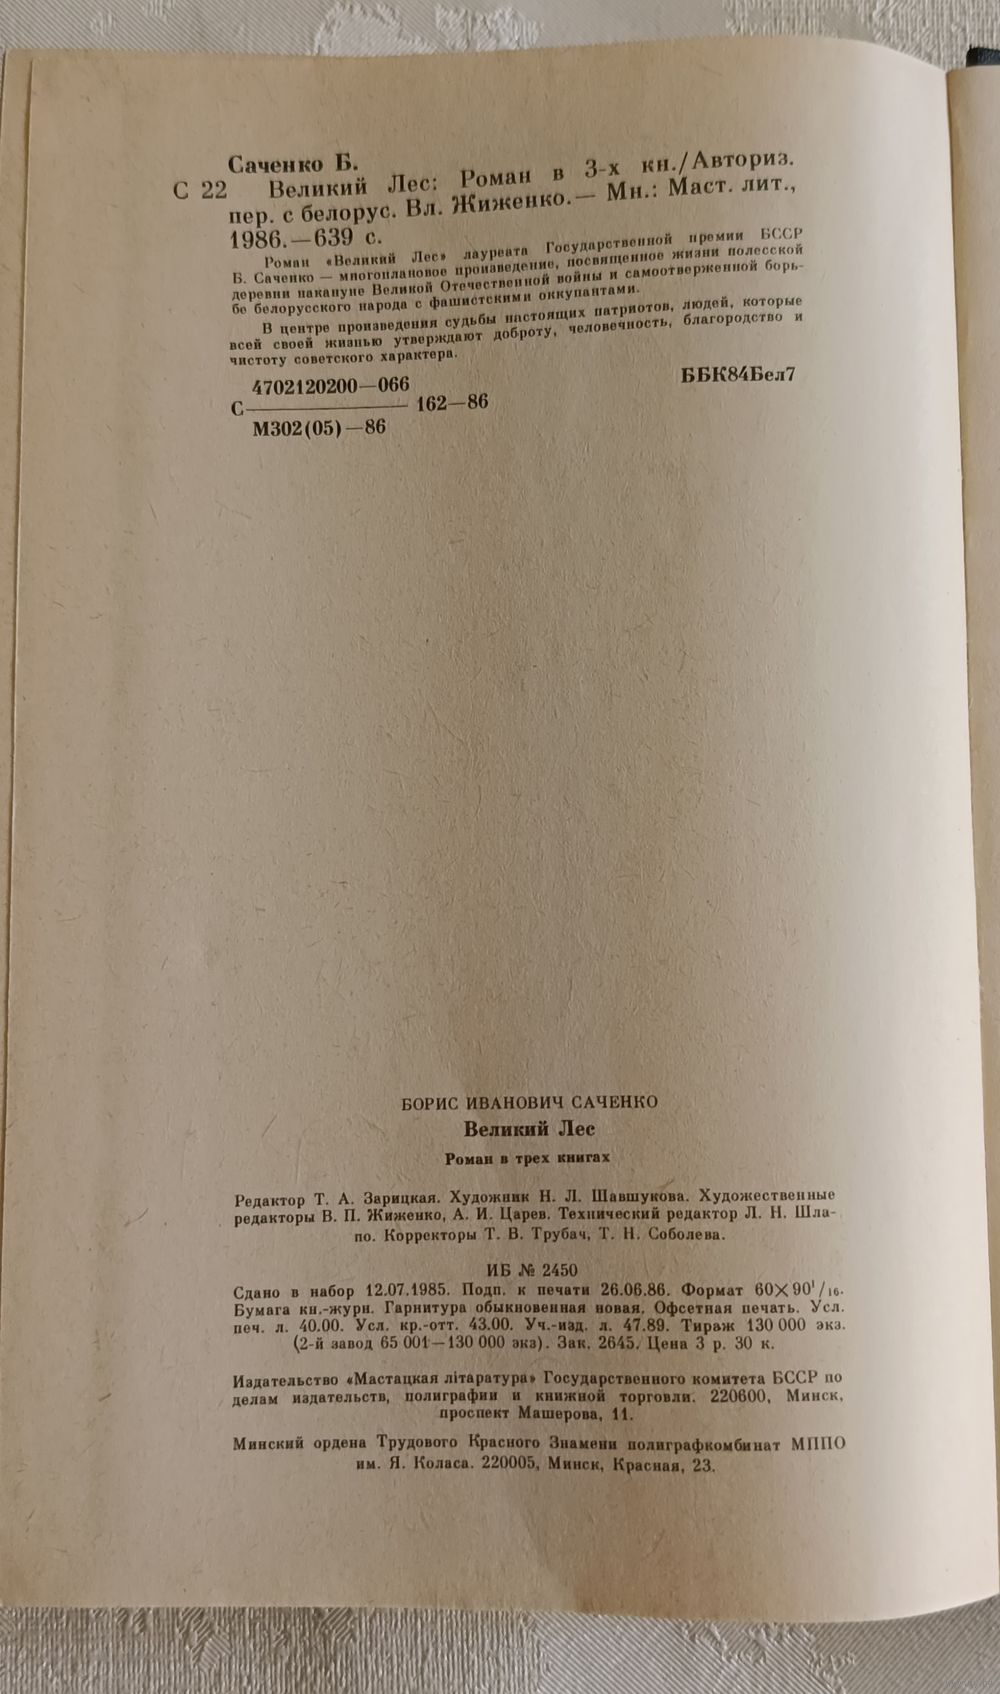 Саченко Б.
С 22 Великий Лес: Роман в 3-х кн./Авториз.
пер. с белорус. Вл. Жиженко.— Мн.: Маст. лит.,
1986.—639 с.
Роман «Великий Лес» лауреата Государственной премии БССР
Б. Саченко — многоплановое произведение, посвященное жизни полесской
деревни накануне Великой Отечественной войны и самоотверженной борь-
бе белорусского народа с фашистскими оккупантами.
В центре произведения судьбы настоящих патриотов, людей, которые
всей своей жизнью утверждают доброту, человечность, благородство и
чистоту советского характера.
4702120200—066
С 162—86
М302(05)—86
ББК84Бел7
БОРИС ИВАНОВИЧ САЧЕНКО
Великий Лес
Роман в трех книгах
Редактор Т. А. Зарицкая. Художник Н. Л. Шавшукова. Художественные
редакторы В. П. Жиженко, А. И. Царев. Технический редактор Л. Н. Шла-
по. Корректоры Т. В. Трубач, Т. Н. Соболева.
ИБ № 2450
Сдано в набор 12.07.1985. Подп. к печати 26.06.86. Формат 60×90¹/₁₆.
Бумага кн.-журн. Гарнитура обыкновенная новая. Офсетная печать. Усл.
печ. л. 40.00. Усл. кр.-отт. 43.00. Уч.-изд. л. 47.89. Тираж 130 000 экз.
(2-й завод 65 001—130 000 экз). Зак. 2645. Цена 3 р. 30 к.
Издательство «Мастацкая літаратура» Государственного комитета БССР по
делам издательств, полиграфии и книжной торговли. 220600, Минск,
проспект Машерова, 11.
Минский ордена Трудового Красного Знамени полиграфкомбинат МППО
им. Я. Коласа. 220005, Минск, Красная, 23.